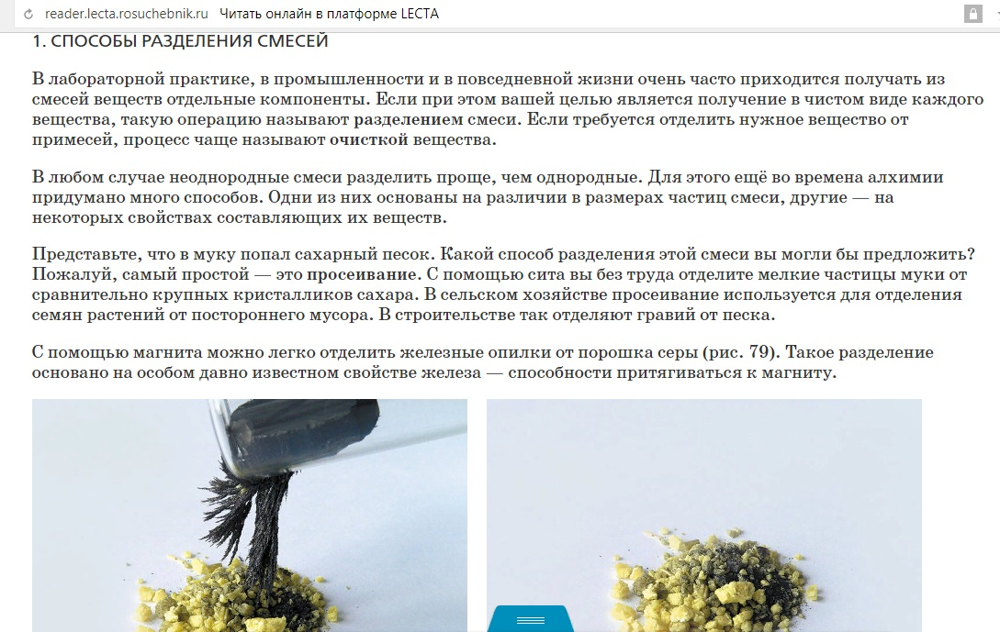 reader.lecta.rosuchebnik.ru Читать онлайн в платформе LECTA
1. СПОСОБЫ РАЗДЕЛЕНИЯ СМЕСЕЙ
В лабораторной практике, в промышленности и в повседневной жизни очень часто приходится получать из
смесей веществ отдельные компоненты. Если при этом вашей целью является получение в чистом виде каждого
вещества, такую операцию называют разделением смеси. Если требуется отделить нужное вещество от
примесей, процесс чаще называют очисткой вещества.
В любом случае неоднородные смеси разделить проще, чем однородные. Для этого ещё во времена алхимии
придумано много способов. Одни из них основаны на различии в размерах частиц смеси, другие — на
некоторых свойствах составляющих их веществ.
Представьте, что в муку попал сахарный песок. Какой способ разделения этой смеси вы могли бы предложить?
Пожалуй, самый простой — это просеивание. С помощью сита вы без труда отделите мелкие частицы муки от
сравнительно крупных кристалликов сахара. В сельском хозяйстве просеивание используется для отделения
семян растений от постороннего мусора. В строительстве так отделяют гравий от песка.
С помощью магнита можно легко отделить железные опилки от порошка серы (рис. 79). Такое разделение
основано на особом давно известном свойстве железа — способности притягиваться к магниту.